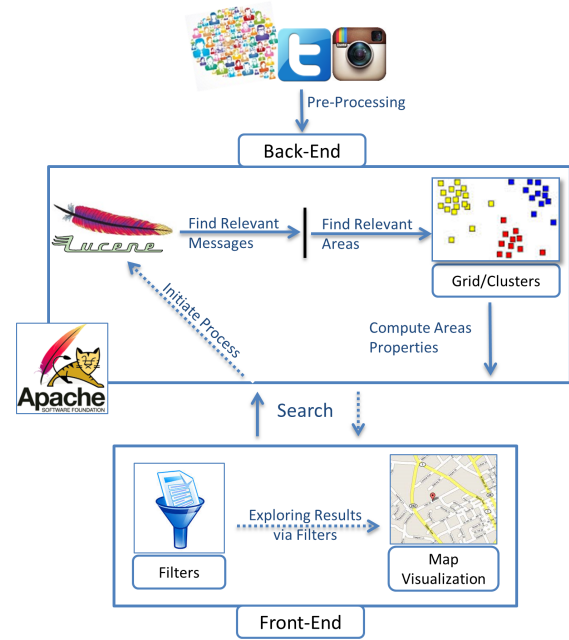 Pre-Processing
Back-End
Lucene
Find Relevant
Messages
Find Relevant
Areas
Grid/Clusters
Initiate Process
Compute Areas
Properties
Apache
SOFTWARE FOUNDATION
Search
Exploring Results
via Filters
Filters
Map
Visualization
Front-End